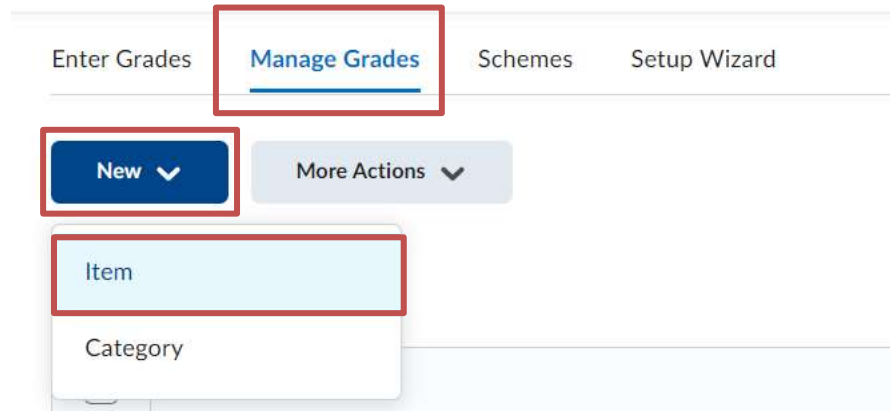 Enter Grades Manage Grades Schemes Setup Wizard
New More Actions
Item
Category